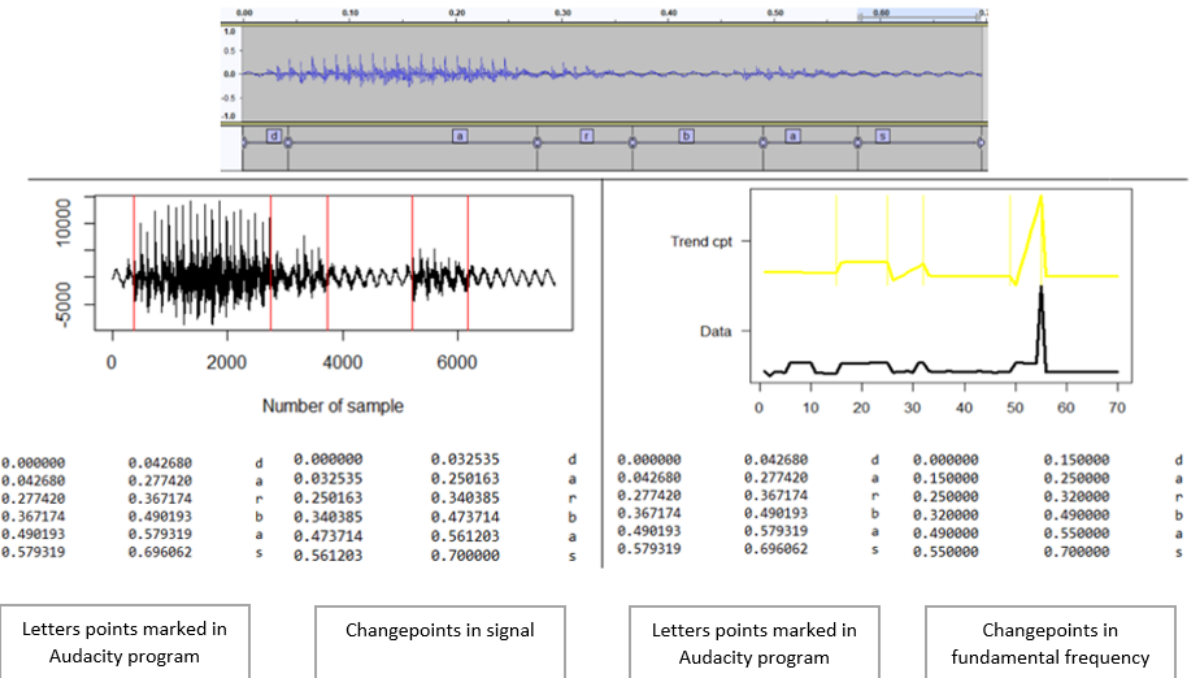 0.00 0.10 0.20 0.30 0.40 0.50 0.60 0.7
1.0
0.5
0.0
-0.5
-1.0
d a r b a s
10000
-5000
0 2000 4000 6000
Number of sample
Trend cpt
Data
0 10 20 30 40 50 60 70
0.000000 0.042680 d
0.042680 0.277420 a
0.277420 0.367174 r
0.367174 0.490193 b
0.490193 0.579319 a
0.579319 0.696062 s
0.000000 0.032535 d
0.032535 0.250163 a
0.250163 0.340385 r
0.340385 0.473714 b
0.473714 0.561203 a
0.561203 0.700000 s
0.000000 0.042680 d
0.042680 0.277420 a
0.277420 0.367174 r
0.367174 0.490193 b
0.490193 0.579319 a
0.579319 0.696062 s
0.000000 0.150000 d
0.150000 0.250000 a
0.250000 0.320000 r
0.320000 0.490000 b
0.490000 0.550000 a
0.550000 0.700000 s
Letters points marked in
Audacity program
Changepoints in signal
Letters points marked in
Audacity program
Changepoints in
fundamental frequency